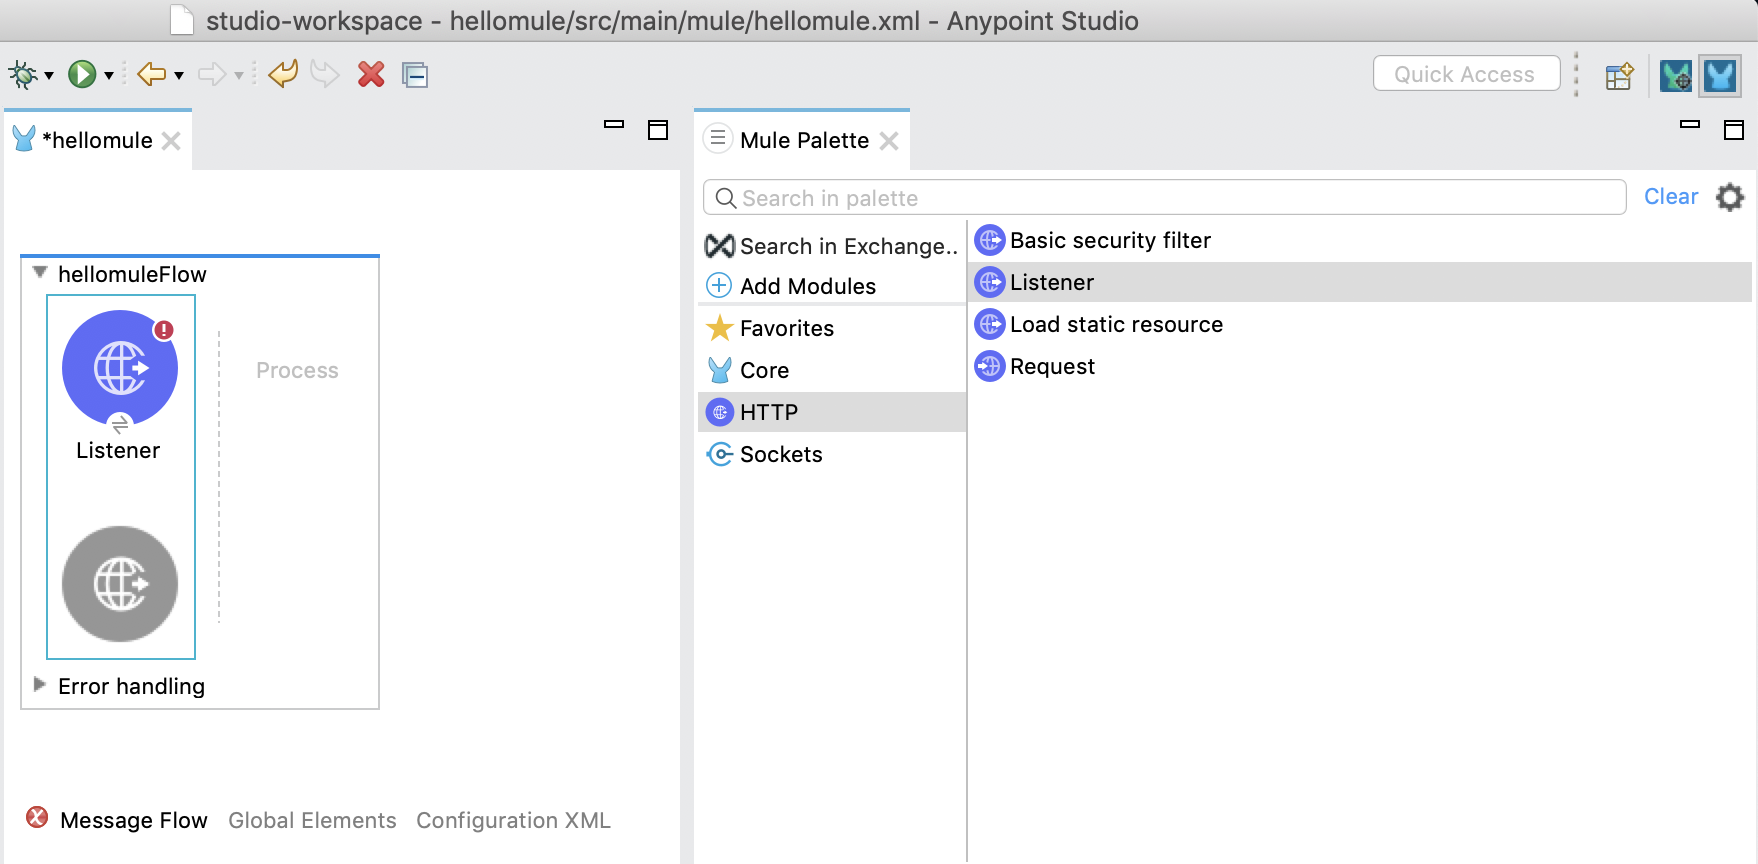 studio-workspace - hellomule/src/main/mule/hellomule.xml - Anypoint Studio
Quick Access
*hellomule
Mule Palette
Search in palette
Clear
hellomuleFlow
Listener
Process
Error handling
Message Flow Global Elements Configuration XML
Search in Exchange..
Add Modules
Favorites
Core
HTTP
Sockets
Basic security filter
Listener
Load static resource
Request